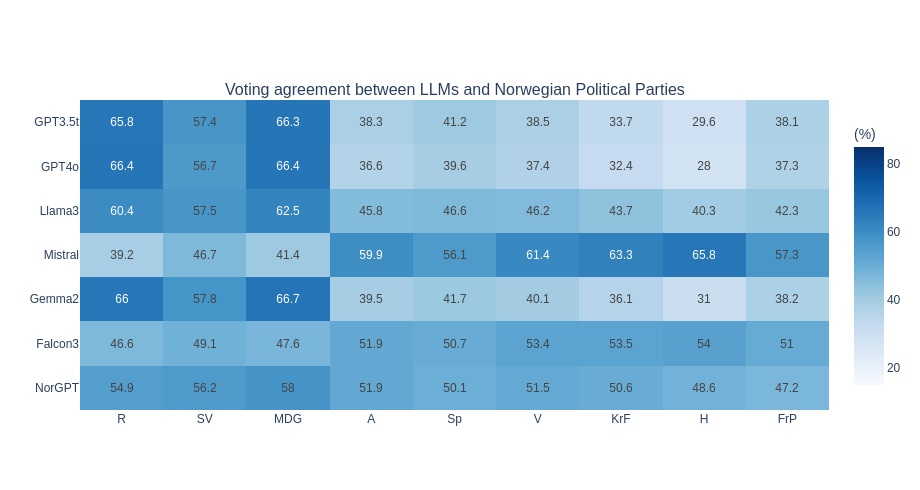 Voting agreement between LLMs and Norwegian Political Parties
GPT3.5t 65.8 57.4 66.3 38.3 41.2 38.5 33.7 29.6 38.1
GPT4o 66.4 56.7 66.4 36.6 39.6 37.4 32.4 28 37.3
Llama3 60.4 57.5 62.5 45.8 46.6 46.2 43.7 40.3 42.3
Mistral 39.2 46.7 41.4 59.9 56.1 61.4 63.3 65.8 57.3
Gemma2 66 57.8 66.7 39.5 41.7 40.1 36.1 31 38.2
Falcon3 46.6 49.1 47.6 51.9 50.7 53.4 53.5 54 51
NorGPT 54.9 56.2 58 51.9 50.1 51.5 50.6 48.6 47.2
R SV MDG A Sp V KrF H FrP
(%)
80
60
40
20